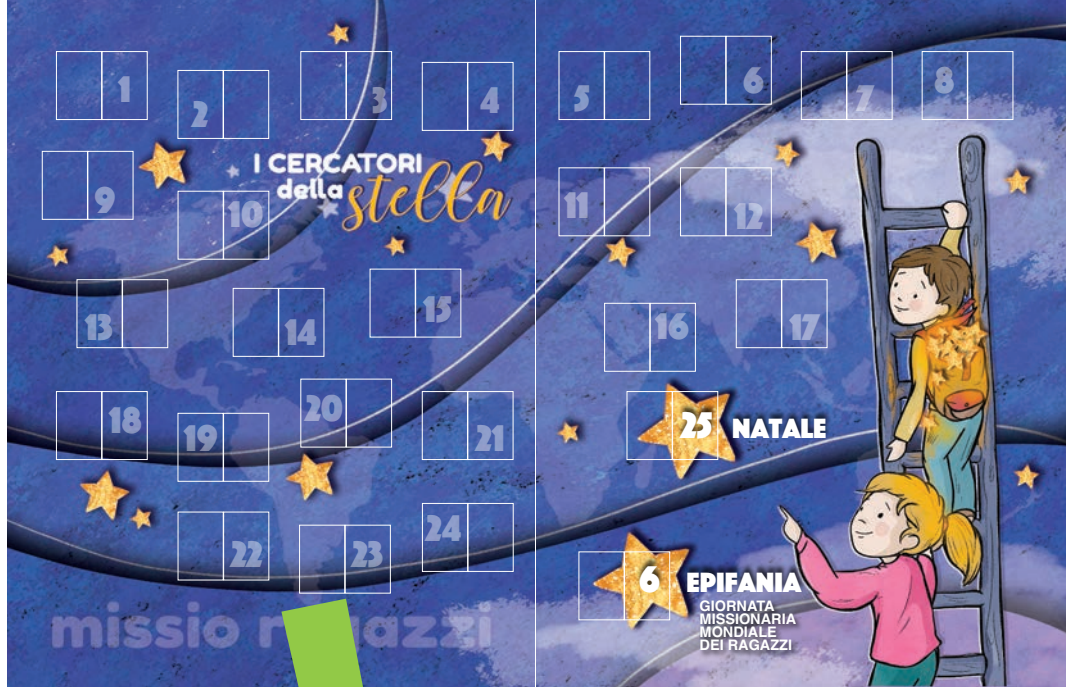 1
2
3
4
5
6
7
8
I CERCATORI
della stella
9
10
11
12
13
14
15
16
17
18
19
20
21
25 NATALE
22
23
24
6 EPIFANIA
GIORNATA
MISSIONARIA
MONDIALE
DEI RAGAZZI
missio